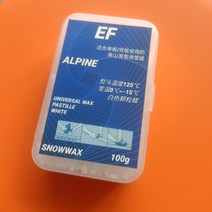 EF
适合单板/双板使用的
高山滑雪滑雪蜡
ALPINE
熨斗温度125℃
雪温0℃~-15℃
白色颗粒蜡
UNIVERSAL WAX
PASTILLE
WHITE
SNOWWAX
100g